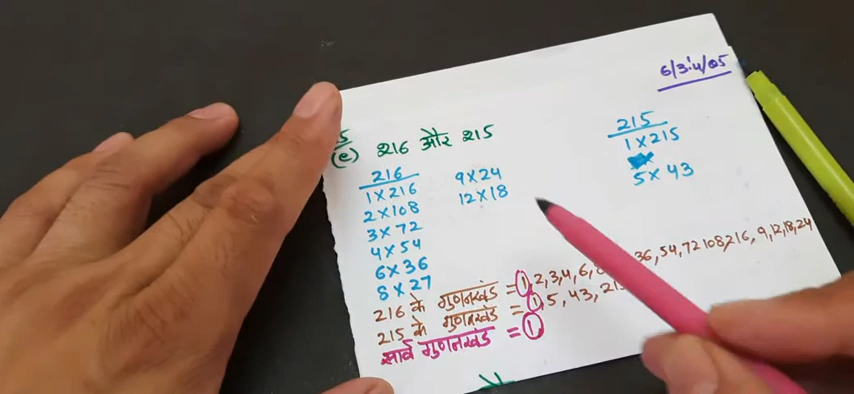 6/3.4/Q5
(e) 216 और 215
216
1×216
2×108
3×72
4×54
6×36
8×27
9×24
12×18
215
1×215
5×43
216 के गुणनखंड = 1, 2, 3, 4, 6, 36, 54, 72 108, 216, 9, 12, 18, 24
215 के गुणनखंड = 1, 5, 43, 215
सार्व गुणनखंड = 1